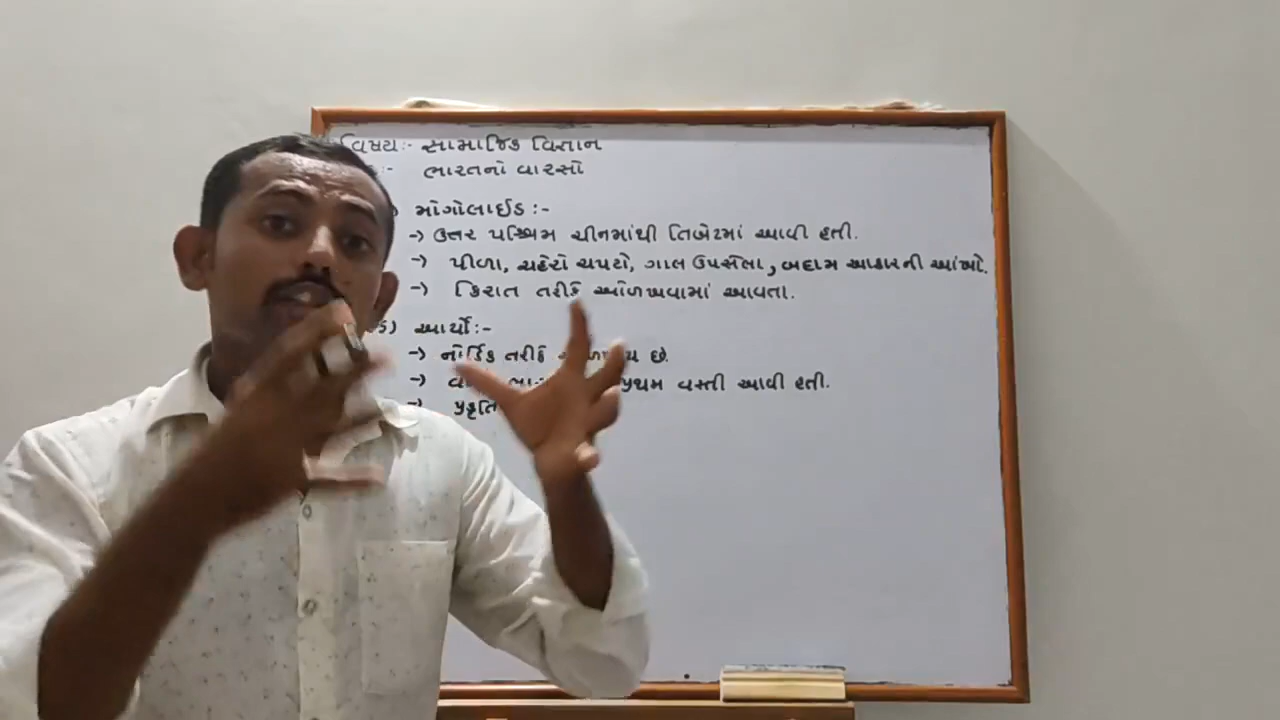 વિષય:- સામાજિક વિજ્ઞાન
:- ભારતનો વારસો
) મોંગોલાઈડ :-
→ ઉત્તર પશ્ચિમ ચીનમાંથી તિબેટમાં આવી હતી.
→ પીળા, ચહેરો ચપટો, ગાલ ઉપસેલા, બદામ આકારની આંખો.
→ કિરાત તરીકે ઓળખવામાં આવતા.
5) આર્યો :-
→ નોર્ડિક તરીકે છે.
→ પ્રથમ વસ્તી આવી હતી.
→ પ્રકૃતિ